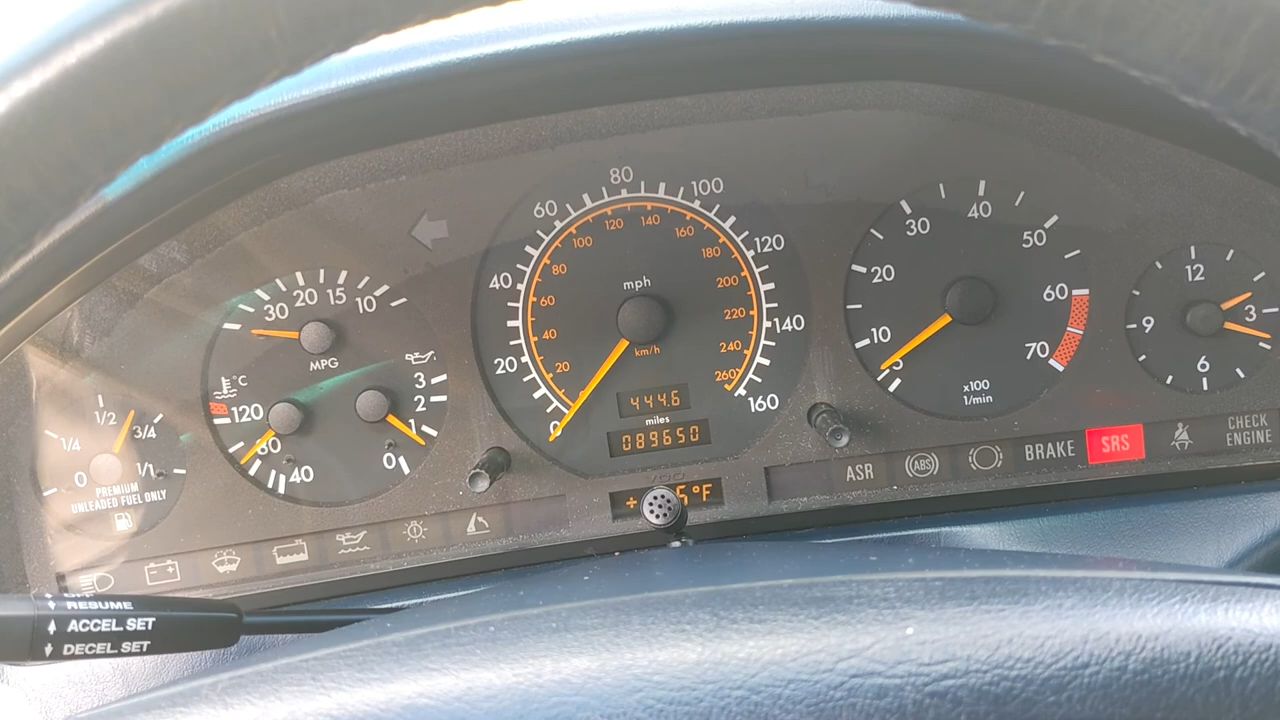 1/4
1/2
3/4
0
1/1
PREMIUM
UNLEADED FUEL ONLY
30 20 15 10
MPG
°C
120
80
40
3
2
1
0
0 20 40 60 80 100 120 140 160
20 40 60 80 100 120 140 160 180 200 220 240 260
mph
km/h
444.6
miles
089650
5°F
10 20 30 40 50 60 70
x100
1/min
12
3
6
9
ASR
ABS
BRAKE
SRS
CHECK
ENGINE
RESUME
ACCEL SET
DECEL SET